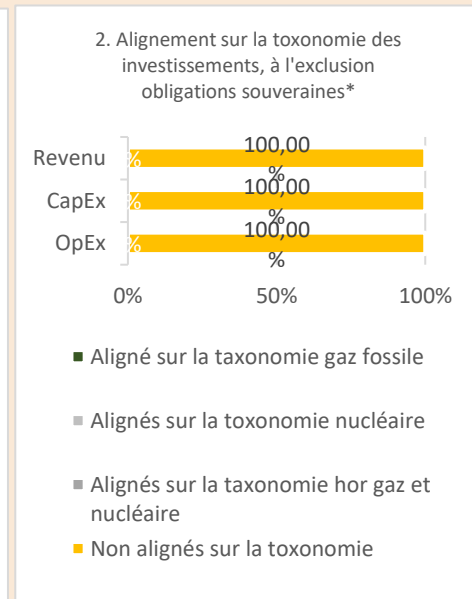 2. Alignement sur la toxonomie des
investissements, à l'exclusion
obligations souveraines*
Revenu
%
100,00
%
CapEx
%
100,00
%
OpEx
%
100,00
%
0%
50%
100%
Aligné sur la taxonomie gaz fossile
Alignés sur la toxonomie nucléaire
Alignés sur la taxonomie hor gaz et
nucléaire
Non alignés sur la toxonomie